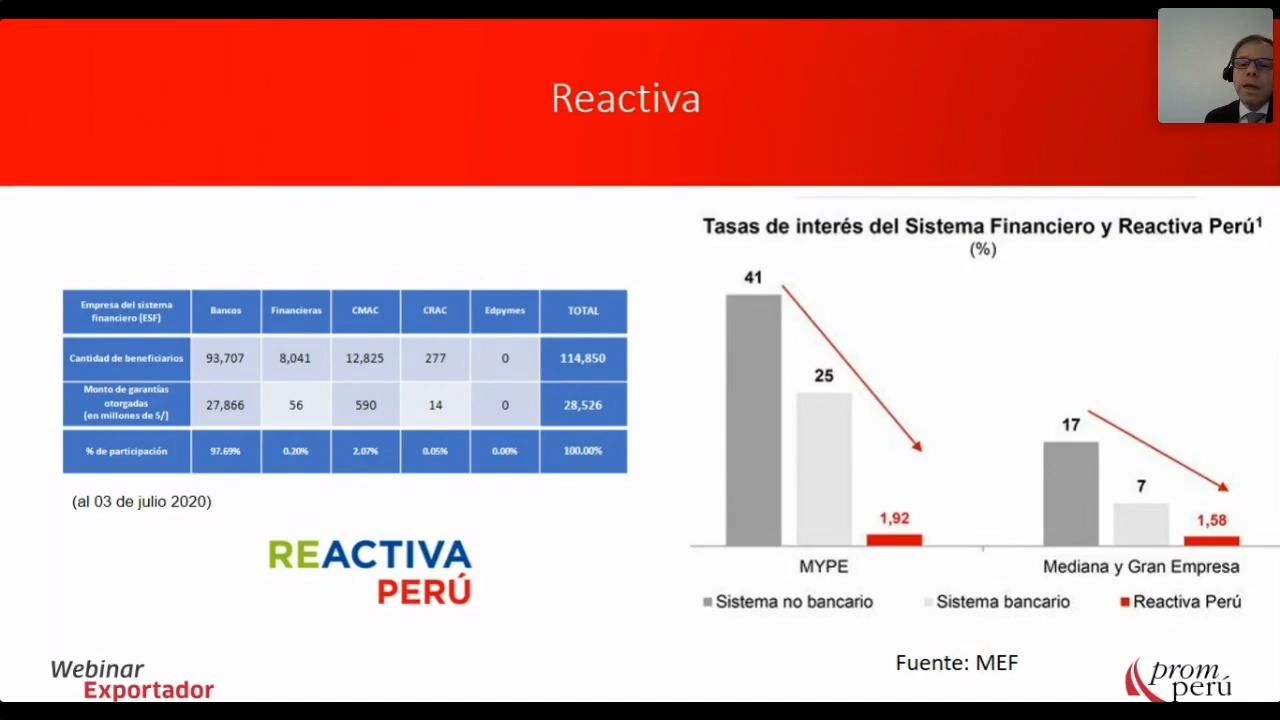 Reactiva
Empresa del sistema
financiero (ESF)
Bancos
Financieras
CMAC
CRAC
Edpymes
TOTAL
Cantidad de beneficiarios
93,707
8,041
12,825
277
0
114,850
Monto de garantías
otorgadas
(en millones de S/)
27,866
56
590
14
0
28,526
% de participación
97.69%
0.20%
2.07%
0.05%
0.00%
100.00%
(al 03 de julio 2020)
REACTIVA
PERÚ
Tasas de interés del Sistema Financiero y Reactiva Perú¹
(%)
41
25
1,92
17
7
1,58
MYPE
Mediana y Gran Empresa
Sistema no bancario
Sistema bancario
Reactiva Perú
Fuente: MEF
Webinar
Exportador
prom
perú